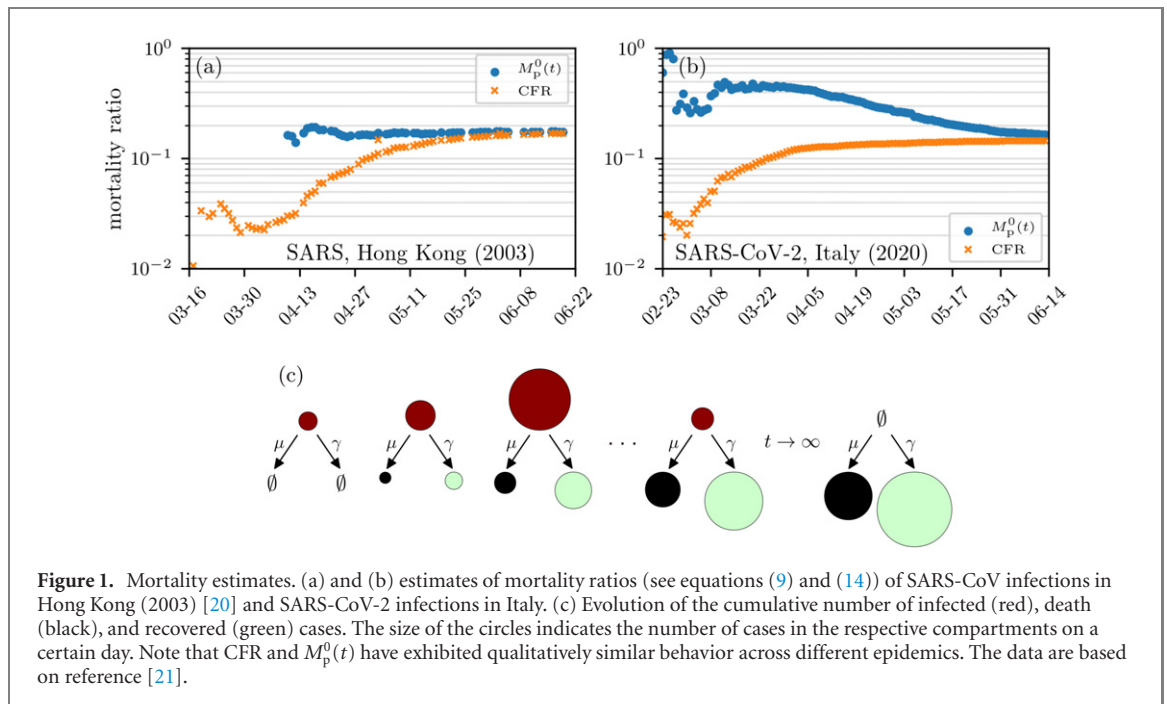 (a)
M_p^0(t)
CFR
mortality ratio
10^0
10^-1
10^-2
SARS, Hong Kong (2003)
03-16
03-30
04-13
04-27
05-11
05-25
06-08
06-22
(b)
10^0
10^-1
10^-2
M_p^0(t)
CFR
SARS-CoV-2, Italy (2020)
02-23
03-08
03-22
04-05
04-19
05-03
05-17
05-31
06-14
(c)
μ γ
∅ ∅
μ γ
μ γ
· · ·
μ γ
t → ∞
∅
μ γ
Figure 1. Mortality estimates. (a) and (b) estimates of mortality ratios (see equations (9) and (14)) of SARS-CoV infections in
Hong Kong (2003) [20] and SARS-CoV-2 infections in Italy. (c) Evolution of the cumulative number of infected (red), death
(black), and recovered (green) cases. The size of the circles indicates the number of cases in the respective compartments on a
certain day. Note that CFR and M_p^0(t) have exhibited qualitatively similar behavior across different epidemics. The data are based
on reference [21].